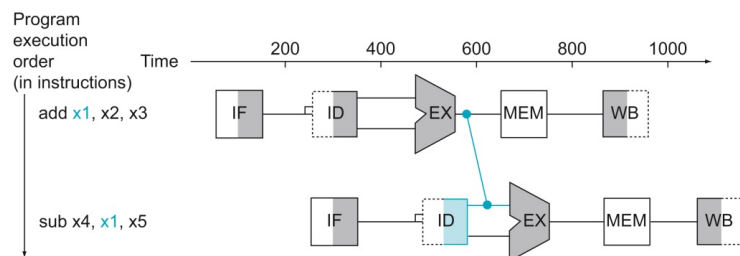 Program
execution
order
(in instructions)
Time
200 400 600 800 1000
add x1, x2, x3
IF ID EX MEM WB
sub x4, x1, x5
IF ID EX MEM WB